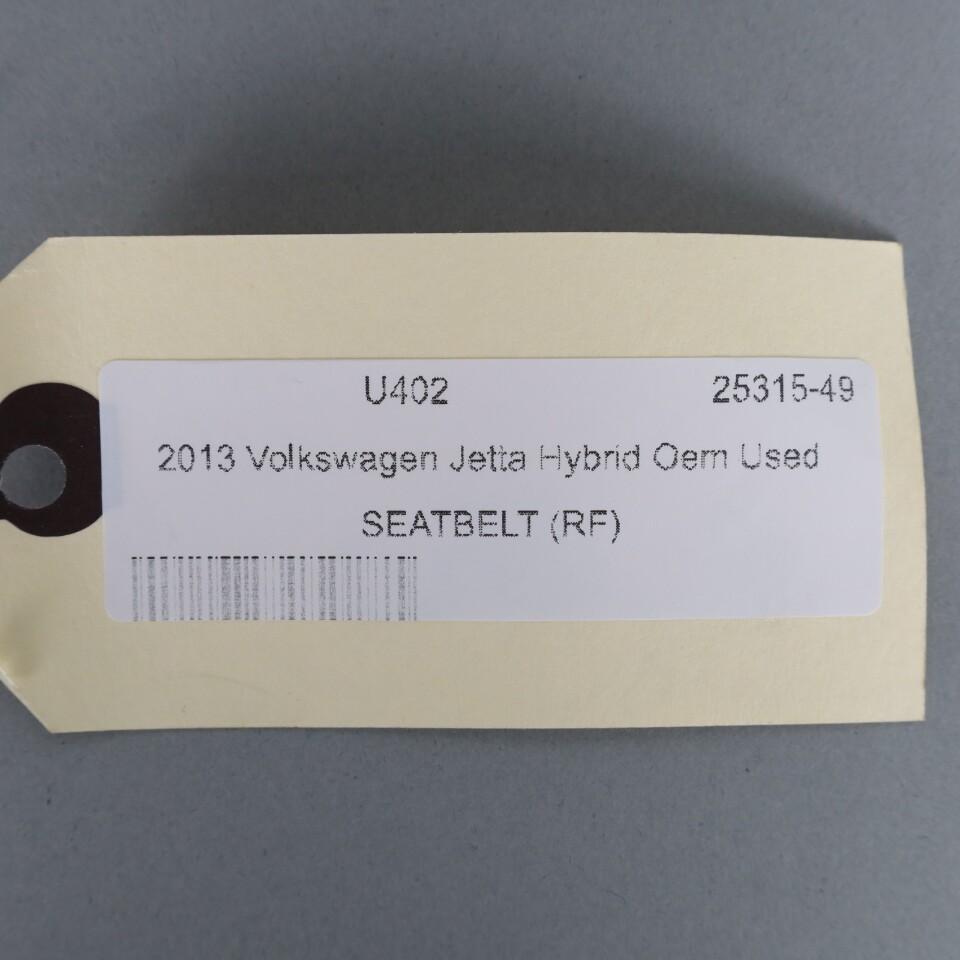 U402 25315-49
2013 Volkswagen Jetta Hybrid Oem Used
SEATBELT (RF)